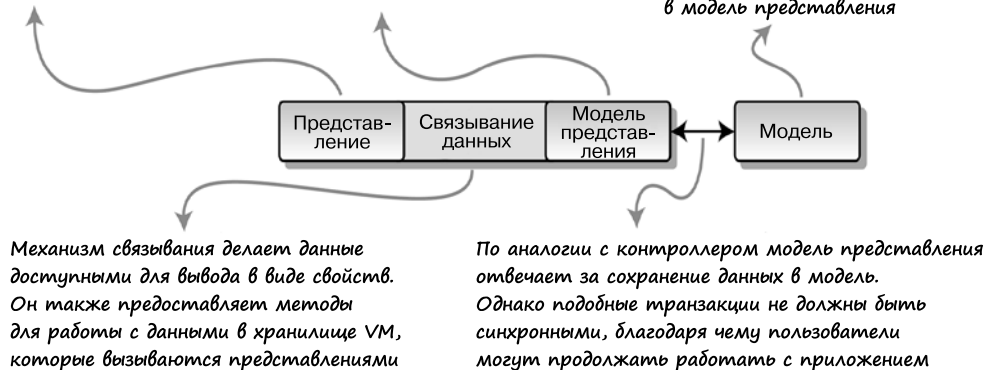 в модель представления
Представ-
ление
Связывание
данных
Модель
представ-
ления
Модель
Механизм связывания делает данные
доступными для вывода в виде свойств.
Он также предоставляет методы
для работы с данными в хранилище VM,
которые вызываются представлениями
По аналогии с контроллером модель представления
отвечает за сохранение данных в модель.
Однако подобные транзакции не должны быть
синхронными, благодаря чему пользователи
могут продолжать работать с приложением